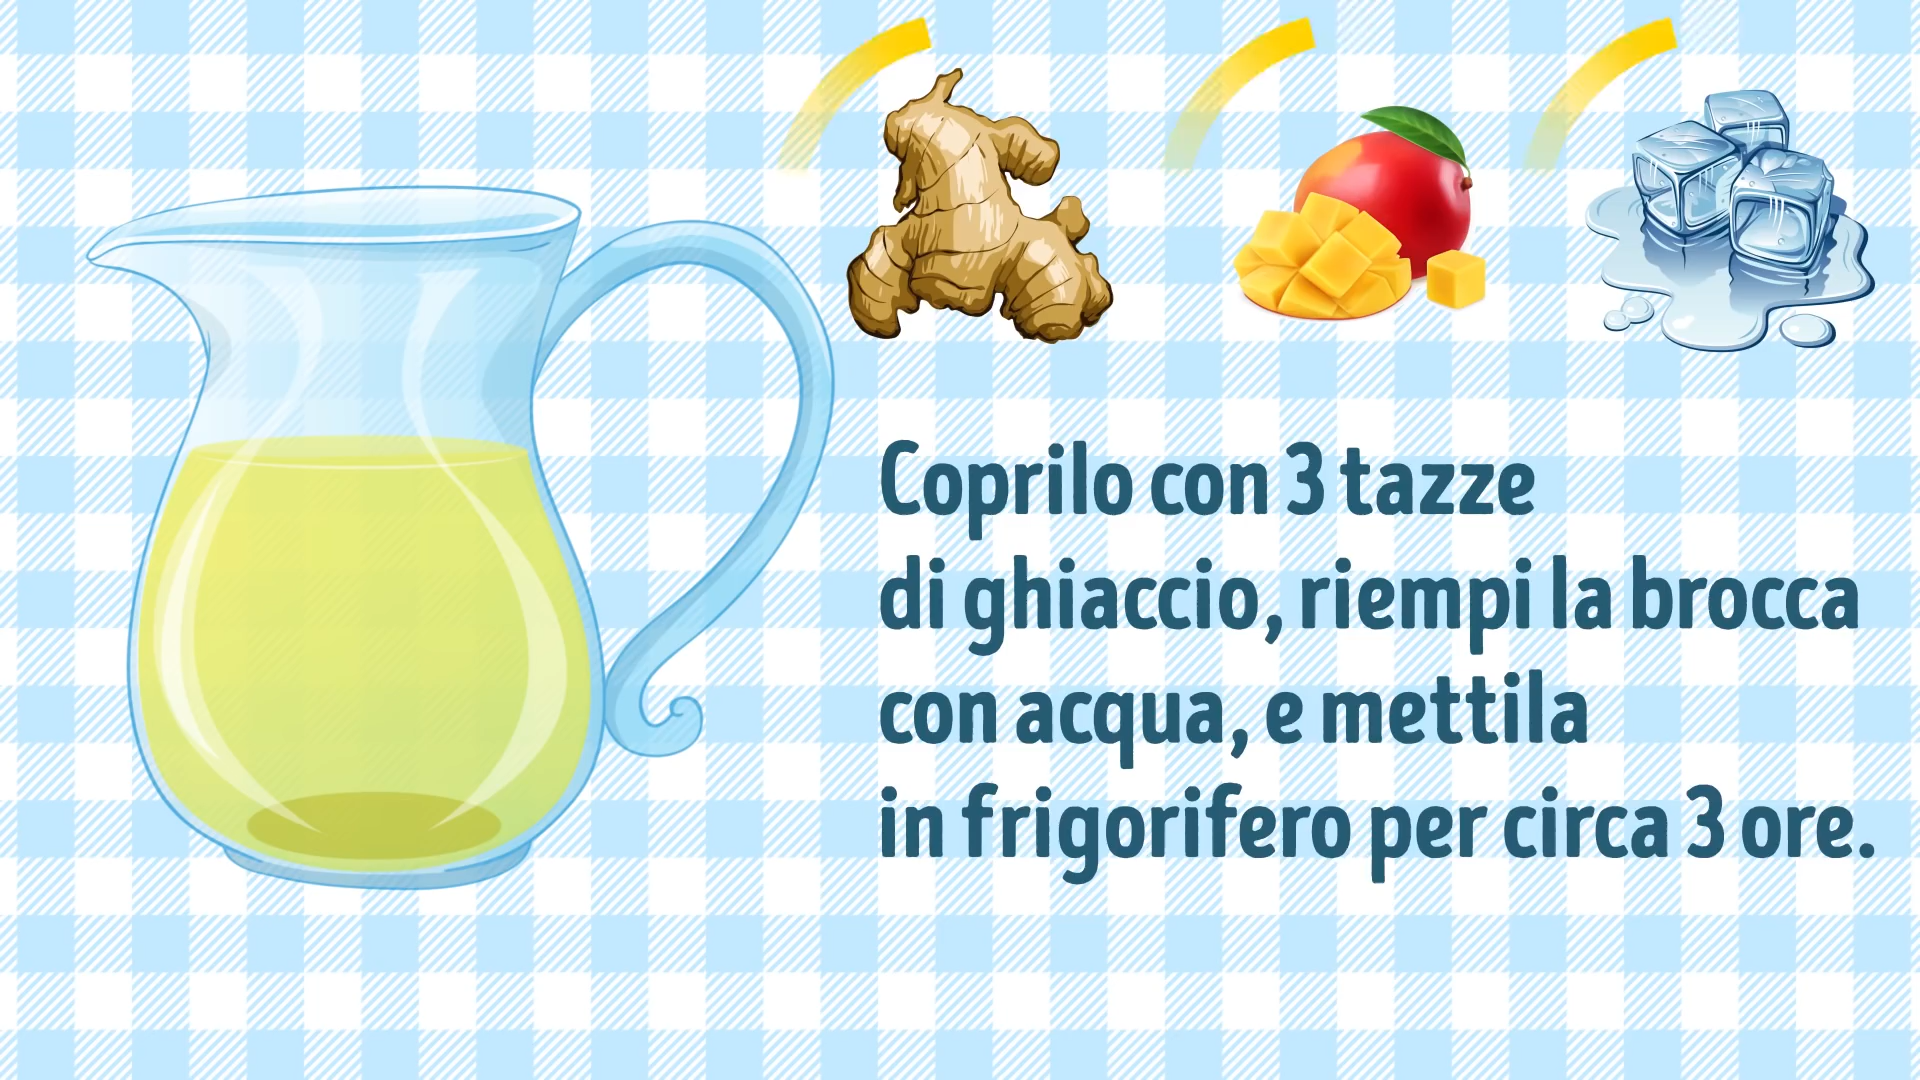 Coprilo con 3 tazze
di ghiaccio, riempi la brocca
con acqua, e mettila
in frigorifero per circa 3 ore.